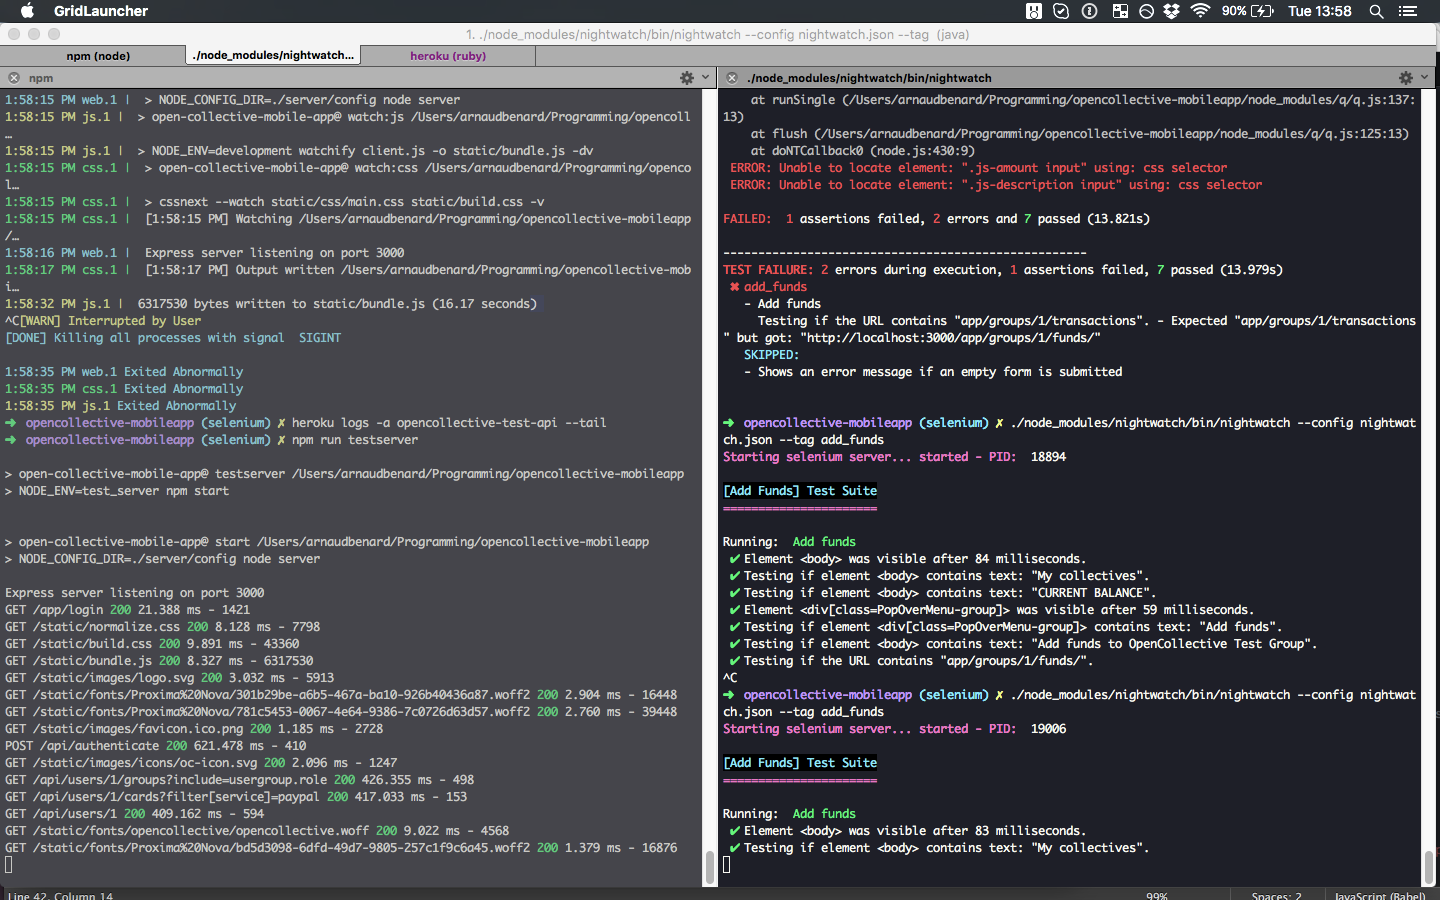 GridLauncher
90%
Tue 13:58
1. ./node_modules/nightwatch/bin/nightwatch --config nightwatch.json --tag (java)
npm (node)
./node_modules/nightwatch...
heroku (ruby)
npm
1:58:15 PM web.1 | > NODE_CONFIG_DIR=./server/config node server
1:58:15 PM js.1 | > open-collective-mobile-app@ watch:js /Users/arnaudbenard/Programming/opencoll
…
1:58:15 PM js.1 | > NODE_ENV=development watchify client.js -o static/bundle.js -dv
1:58:15 PM css.1 | > open-collective-mobile-app@ watch:css /Users/arnaudbenard/Programming/openco
l…
1:58:15 PM css.1 | > cssnext --watch static/css/main.css static/build.css -v
1:58:15 PM css.1 | [1:58:15 PM] Watching /Users/arnaudbenard/Programming/opencollective-mobileapp
/…
1:58:16 PM web.1 | Express server listening on port 3000
1:58:17 PM css.1 | [1:58:17 PM] Output written /Users/arnaudbenard/Programming/opencollective-mob
i…
1:58:32 PM js.1 | 6317530 bytes written to static/bundle.js (16.17 seconds)
^C[WARN] Interrupted by User
[DONE] Killing all processes with signal  SIGINT
1:58:35 PM web.1 Exited Abnormally
1:58:35 PM css.1 Exited Abnormally
1:58:35 PM js.1 Exited Abnormally
➜ opencollective-mobileapp (selenium) ✗ heroku logs -a opencollective-test-api --tail
➜ opencollective-mobileapp (selenium) ✗ npm run testserver
> open-collective-mobile-app@ testserver /Users/arnaudbenard/Programming/opencollective-mobileapp
> NODE_ENV=test_server npm start
> open-collective-mobile-app@ start /Users/arnaudbenard/Programming/opencollective-mobileapp
> NODE_CONFIG_DIR=./server/config node server
Express server listening on port 3000
GET /app/login 200 21.388 ms - 1421
GET /static/normalize.css 200 8.128 ms - 7798
GET /static/build.css 200 9.891 ms - 43360
GET /static/bundle.js 200 8.327 ms - 6317530
GET /static/images/logo.svg 200 3.032 ms - 5913
GET /static/fonts/Proxima%20Nova/301b29be-a6b5-467a-ba10-926b40436a87.woff2 200 2.904 ms - 16448
GET /static/fonts/Proxima%20Nova/781c5453-0067-4e64-9386-7c0726d63d57.woff2 200 2.760 ms - 39448
GET /static/images/favicon.ico.png 200 1.185 ms - 2728
POST /api/authenticate 200 621.478 ms - 410
GET /static/images/icons/oc-icon.svg 200 2.096 ms - 1247
GET /api/users/1/groups?include=usergroup.role 200 426.355 ms - 498
GET /api/users/1/cards?filter[service]=paypal 200 417.033 ms - 153
GET /api/users/1 200 409.162 ms - 594
GET /static/fonts/opencollective/opencollective.woff 200 9.022 ms - 4568
GET /static/fonts/Proxima%20Nova/bd5d3098-6dfd-49d7-9805-257c1f9c6a45.woff2 200 1.379 ms - 16876
./node_modules/nightwatch/bin/nightwatch
at runSingle (/Users/arnaudbenard/Programming/opencollective-mobileapp/node_modules/q/q.js:137:
13)
at flush (/Users/arnaudbenard/Programming/opencollective-mobileapp/node_modules/q/q.js:125:13)
at doNTCallback0 (node.js:430:9)
ERROR: Unable to locate element: ".js-amount input" using: css selector
ERROR: Unable to locate element: ".js-description input" using: css selector
FAILED:  1 assertions failed, 2 errors and 7 passed (13.821s)
----------------------------------------------------
TEST FAILURE: 2 errors during execution, 1 assertions failed, 7 passed (13.979s)
✖ add_funds
- Add funds
Testing if the URL contains "app/groups/1/transactions". - Expected "app/groups/1/transactions
" but got: "http://localhost:3000/app/groups/1/funds/"
SKIPPED:
- Shows an error message if an empty form is submitted
➜ opencollective-mobileapp (selenium) ✗ ./node_modules/nightwatch/bin/nightwatch --config nightwat
ch.json --tag add_funds
Starting selenium server... started - PID:  18894
[Add Funds] Test Suite
======================
Running:  Add funds
✔ Element <body> was visible after 84 milliseconds.
✔ Testing if element <body> contains text: "My collectives".
✔ Testing if element <body> contains text: "CURRENT BALANCE".
✔ Element <div[class=PopOverMenu-group]> was visible after 59 milliseconds.
✔ Testing if element <div[class=PopOverMenu-group]> contains text: "Add funds".
✔ Testing if element <body> contains text: "Add funds to OpenCollective Test Group".
✔ Testing if the URL contains "app/groups/1/funds/".
^C
➜ opencollective-mobileapp (selenium) ✗ ./node_modules/nightwatch/bin/nightwatch --config nightwat
ch.json --tag add_funds
Starting selenium server... started - PID:  19006
[Add Funds] Test Suite
======================
Running:  Add funds
✔ Element <body> was visible after 83 milliseconds.
✔ Testing if element <body> contains text: "My collectives".
Line 42, Column 14
99%
Spaces: 2
JavaScript (Babel)